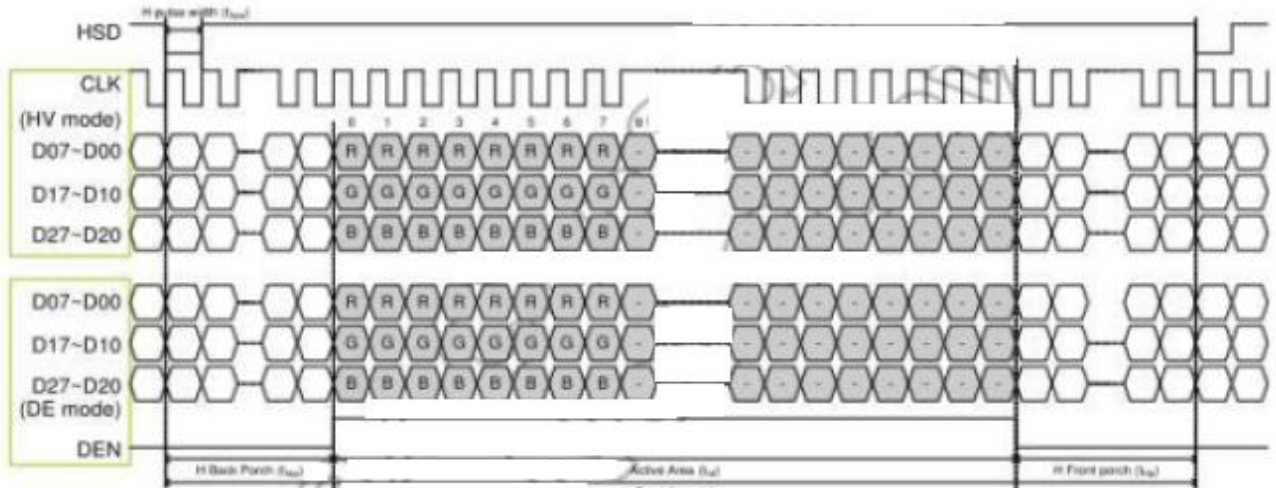 H pulse width
HSD
CLK
(HV mode)
0 1 2 3 4 5 6 7 8
D07~D00 R R R R R R R R - - - - - - - - -
D17~D10 G G G G G G G G - - - - - - - - -
D27~D20 B B B B B B B B - - - - - - - - -
D07~D00 R R R R R R R R - - - - - - - - -
D17~D10 G G G G G G G G - - - - - - - - -
D27~D20 B B B B B B B B - - - - - - - - -
(DE mode)
DEN
H Back Porch Active Area H Front porch